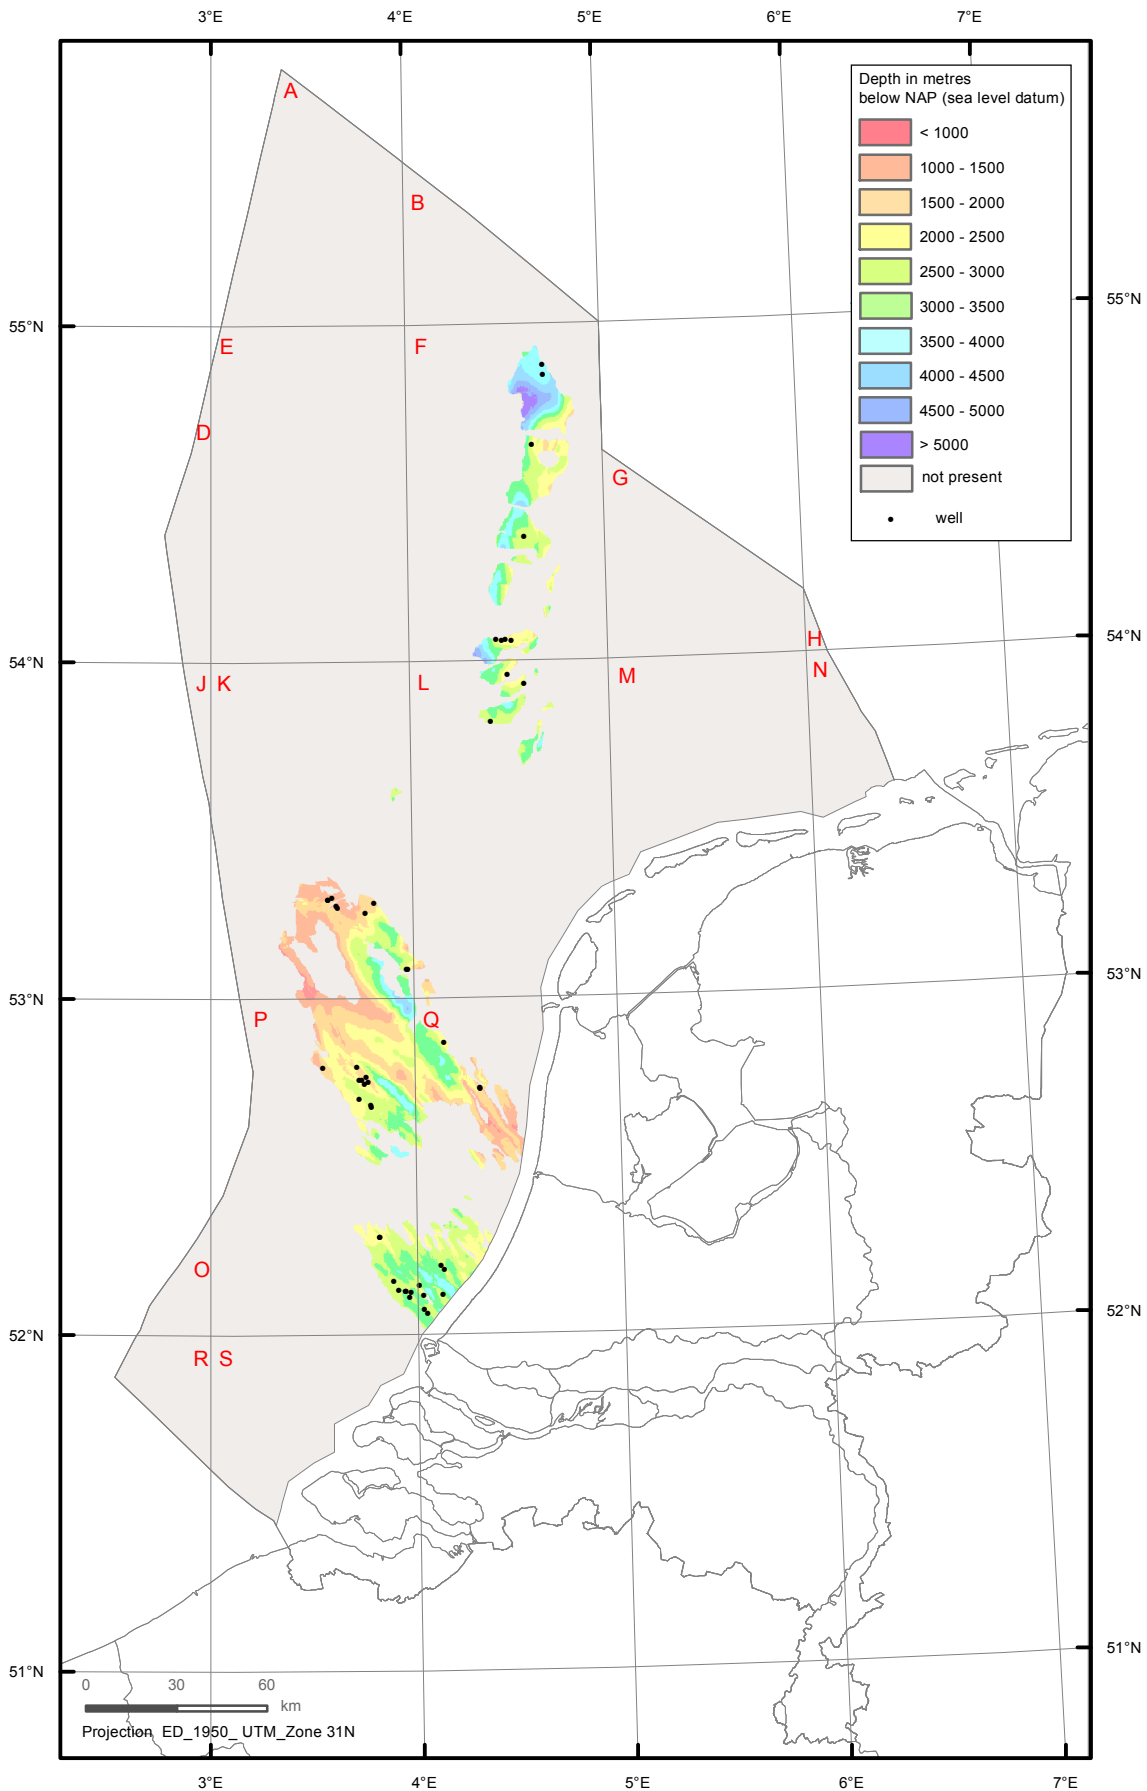 3°E 4°E 5°E 6°E 7°E
Depth in metres
below NAP (sea level datum)
< 1000
1000 - 1500
1500 - 2000
2000 - 2500
2500 - 3000
3000 - 3500
3500 - 4000
4000 - 4500
4500 - 5000
> 5000
not present
well
A
B
55°N 55°N
E F
D
G
54°N 54°N
H
J K L M N
53°N 53°N
P Q
O
52°N 52°N
R S
51°N 51°N
0 30 60
km
Projection ED_1950_ UTM_Zone 31N
3°E 4°E 5°E 6°E 7°E